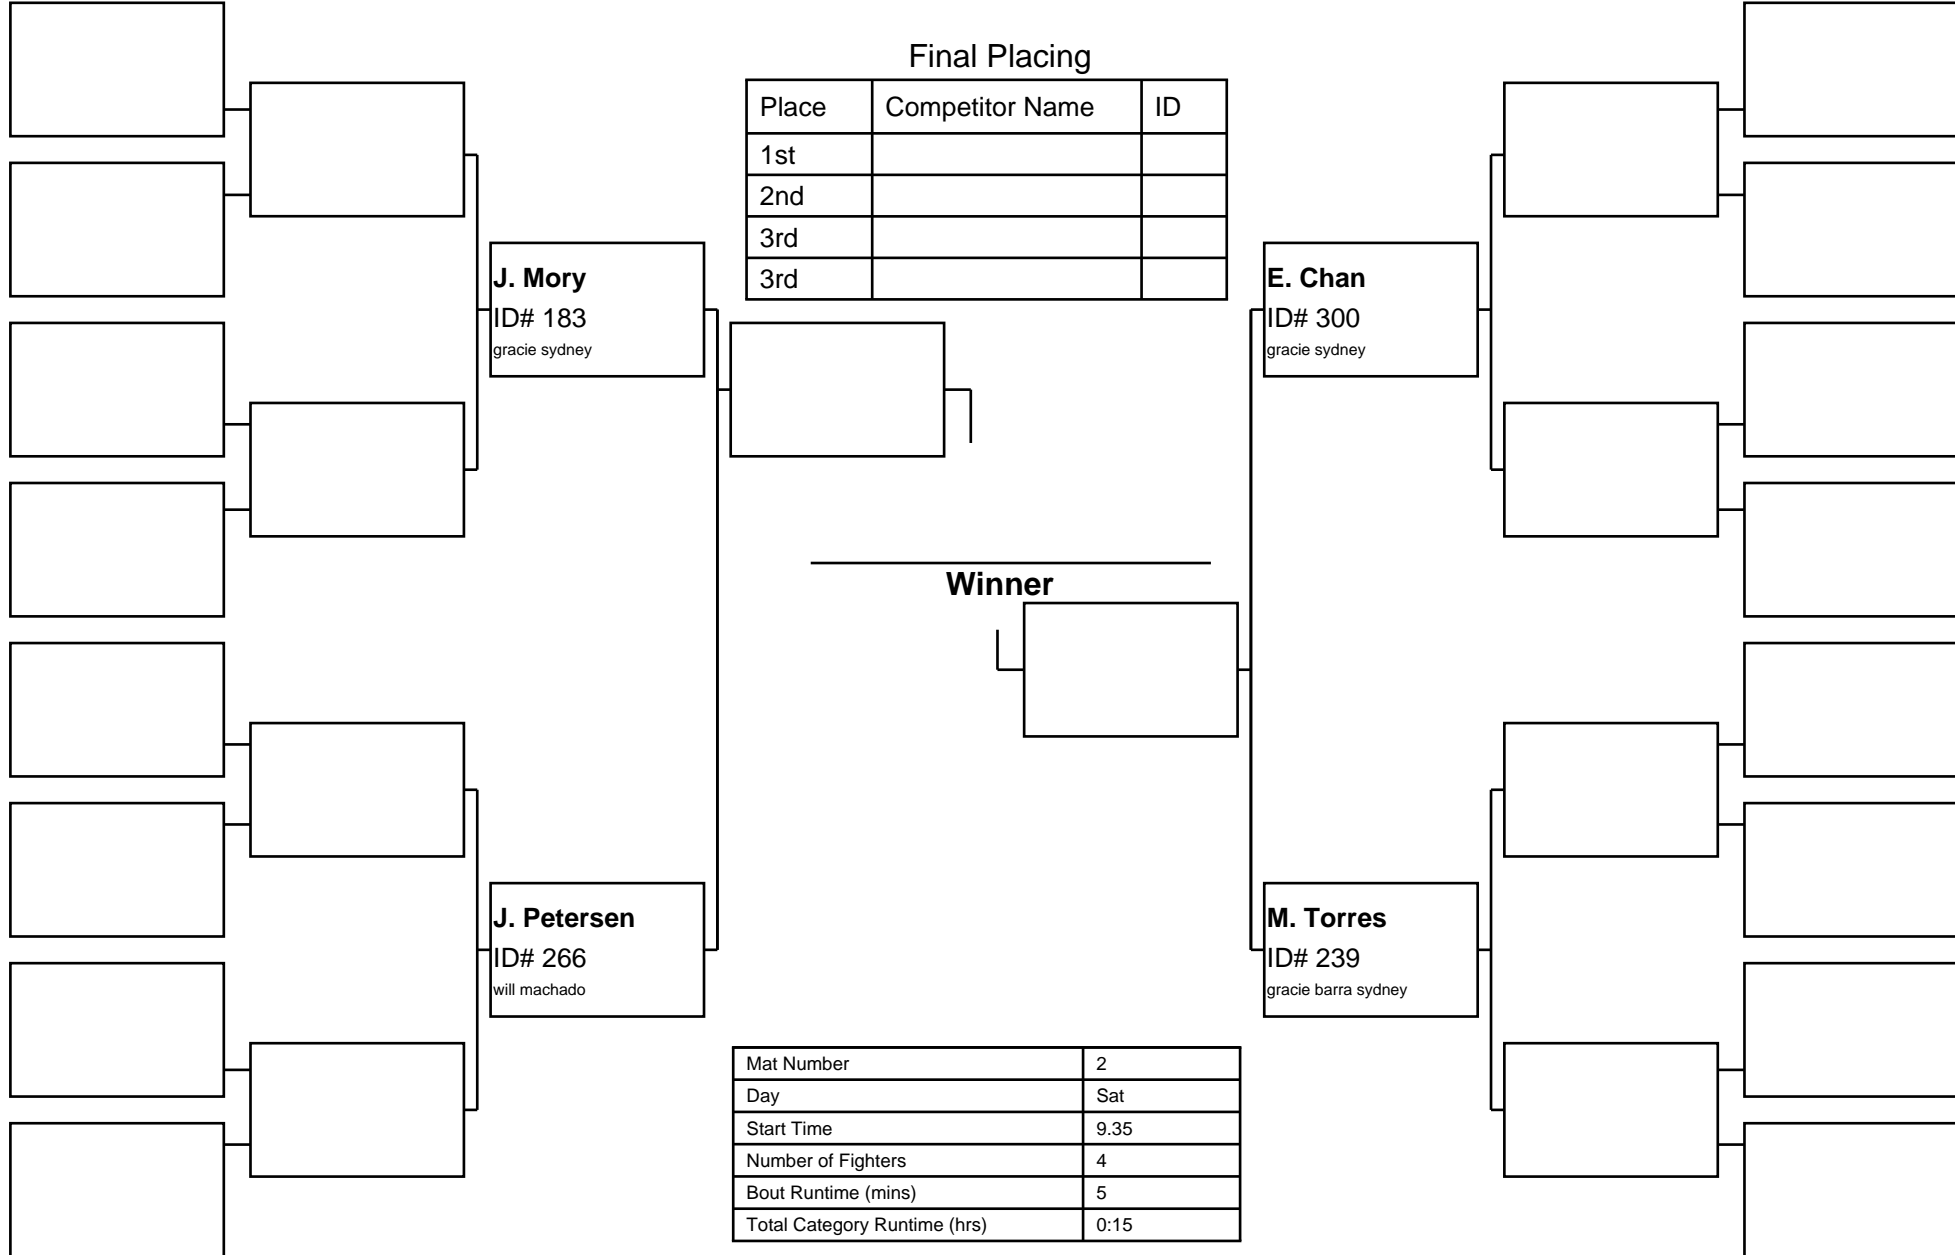 Final Placing
Place Competitor Name ID
1st
2nd
3rd
3rd
J. Mory
ID# 183
gracie sydney
E. Chan
ID# 300
gracie sydney
Winner
J. Petersen
ID# 266
will machado
M. Torres
ID# 239
gracie barra sydney
Mat Number 2
Day Sat
Start Time 9.35
Number of Fighters 4
Bout Runtime (mins) 5
Total Category Runtime (hrs) 0:15